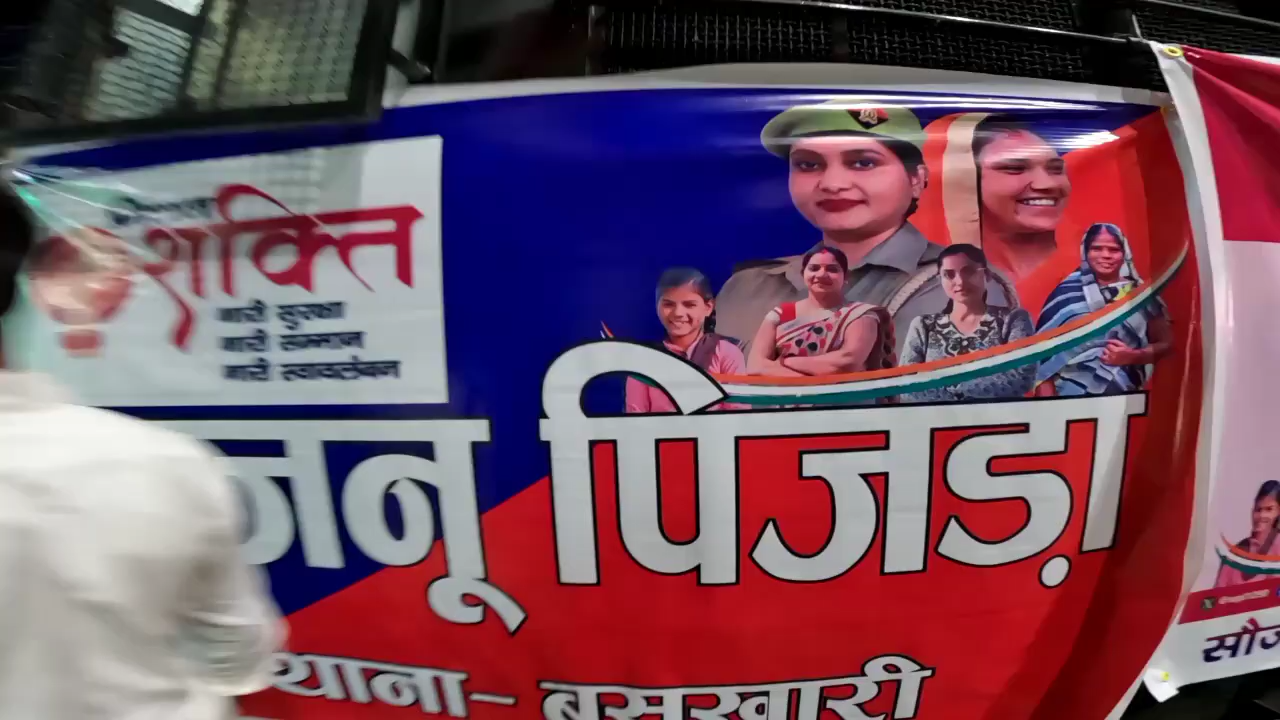 शक्ति
नारी सुरक्षा
नारी सम्मान
नारी स्वावलंबन
जनू पिजड़ा
थाना- बसखारी